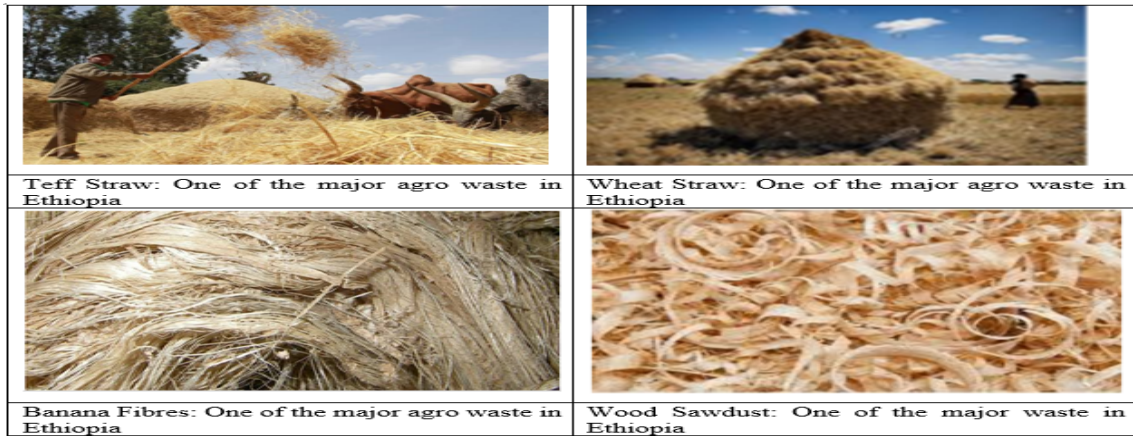 Teff Straw: One of the major agro waste in
Ethiopia
Wheat Straw: One of the major agro waste in
Ethiopia
Banana Fibres: One of the major agro waste in
Ethiopia
Wood Sawdust: One of the major waste in
Ethiopia